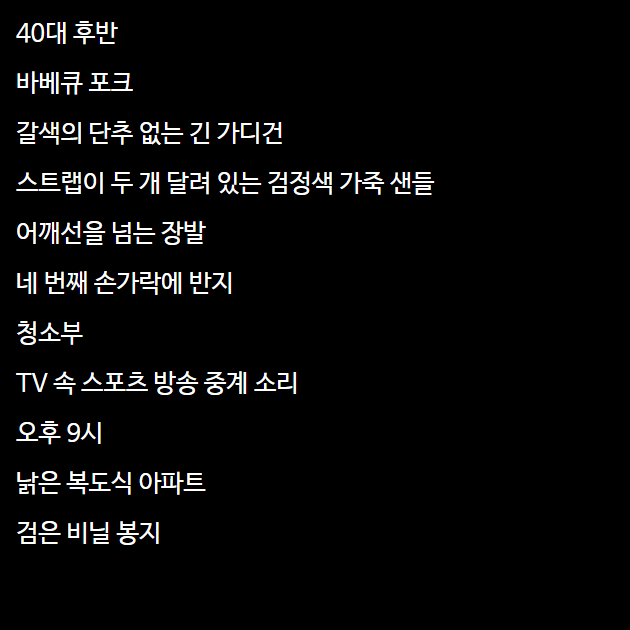 40대 후반
바베큐 포크
갈색의 단추 없는 긴 가디건
스트랩이 두 개 달려 있는 검정색 가죽 샌들
어깨선을 넘는 장발
네 번째 손가락에 반지
청소부
TV 속 스포츠 방송 중계 소리
오후 9시
낡은 복도식 아파트
검은 비닐 봉지